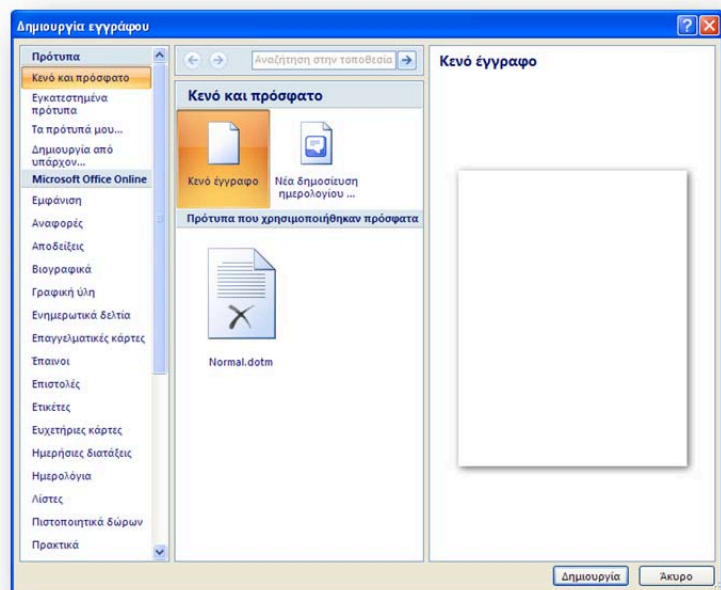 Δημιουργία εγγράφου
Πρότυπα
Κενό και πρόσφατο
Εγκατεστημένα
πρότυπα
Τα πρότυπά μου...
Δημιουργία από
υπάρχον...
Microsoft Office Online
Εμφάνιση
Αναφορές
Αποδείξεις
Βιογραφικά
Γραφική ύλη
Ενημερωτικά δελτία
Επαγγελματικές κάρτες
Έπαινοι
Επιστολές
Ετικέτες
Ευχετήριες κάρτες
Ημερήσιες διατάξεις
Ημερολόγια
Λίστες
Πιστοποιητικά δώρων
Πρακτικά
Αναζήτηση στην τοποθεσία
Κενό και πρόσφατο
Κενό έγγραφο
Νέα δημοσίευση
ημερολογίου ...
Πρότυπα που χρησιμοποιήθηκαν πρόσφατα
Normal.dotm
Κενό έγγραφο
Δημιουργία
Άκυρο